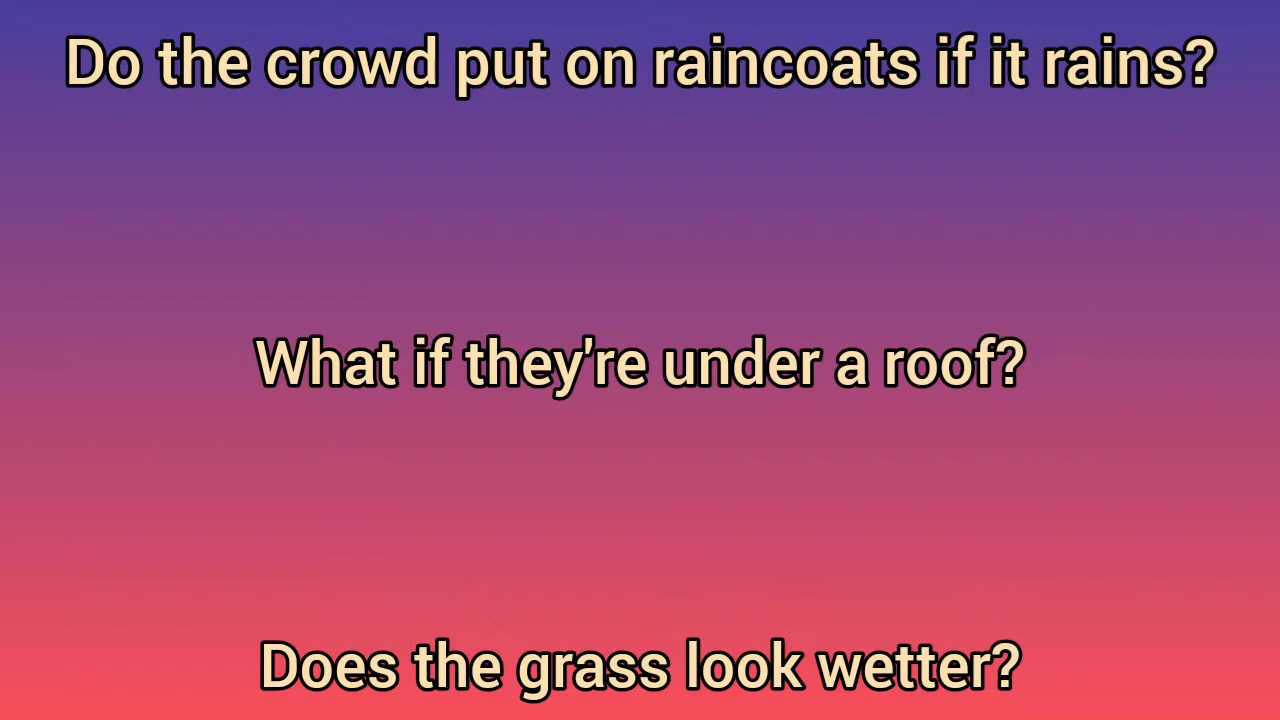 Do the crowd put on raincoats if it rains?
What if they're under a roof?
Does the grass look wetter?